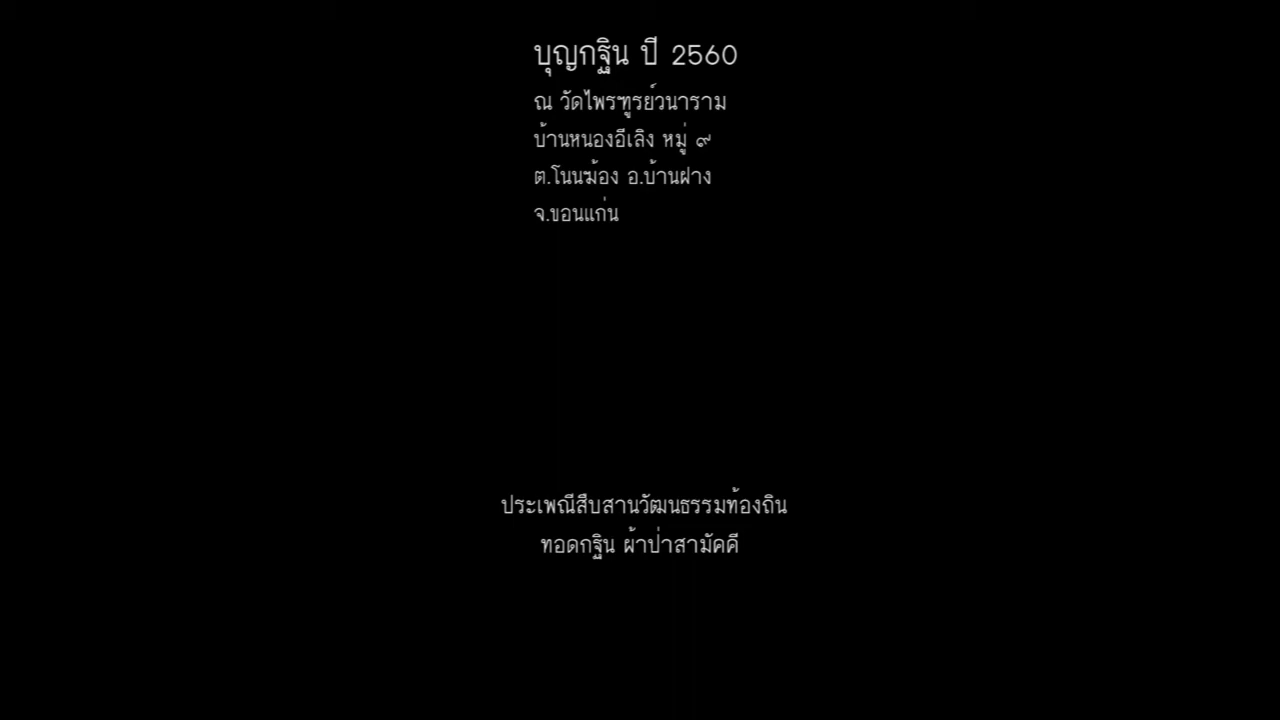 บุญกฐิน ปี 2560
ณ วัดไพรฑูรย์วนาราม
บ้านหนองอีเลิง หมู่ ๙
ต.โนนฆ้อง อ.บ้านฝาง
จ.ขอนแก่น
ประเพณีสืบสานวัฒนธรรมท้องถิน
ทอดกฐิน ผ้าป่าสามัคคี